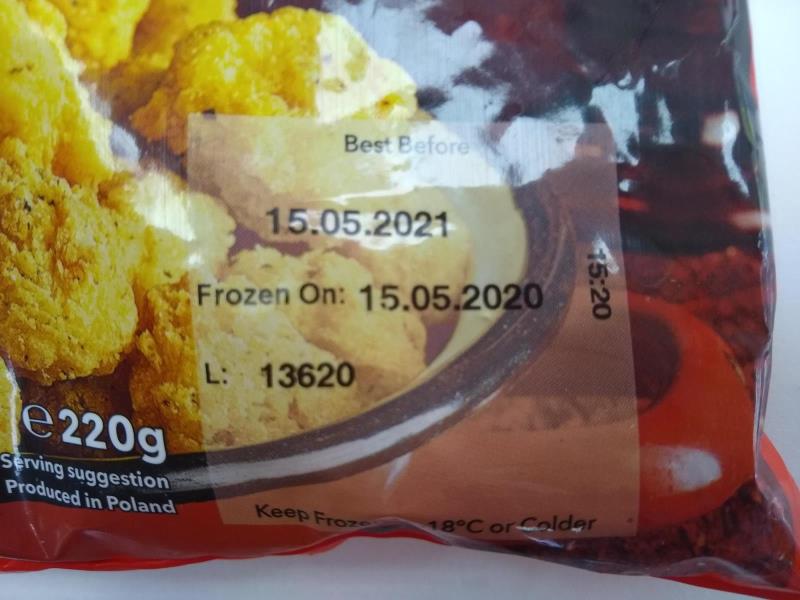 Best Before
15.05.2021
Frozen On: 15.05.2020
15:20
L: 13620
e220g
Serving suggestion
Produced in Poland
Keep 18°C or Colder